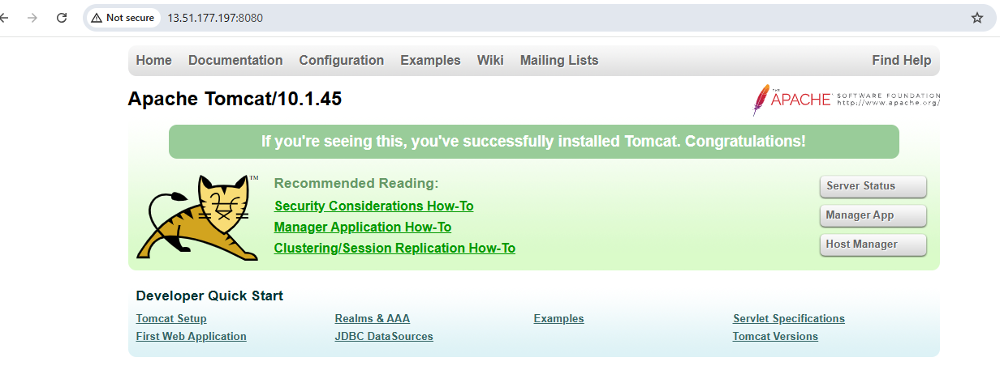 Not secure 13.51.177.197:8080
Home Documentation Configuration Examples Wiki Mailing Lists Find Help
Apache Tomcat/10.1.45
THE APACHE SOFTWARE FOUNDATION
http://www.apache.org/
If you're seeing this, you've successfully installed Tomcat. Congratulations!
TM
Recommended Reading:
Security Considerations How-To
Manager Application How-To
Clustering/Session Replication How-To
Server Status
Manager App
Host Manager
Developer Quick Start
Tomcat Setup Realms & AAA Examples Servlet Specifications
First Web Application JDBC DataSources Tomcat Versions